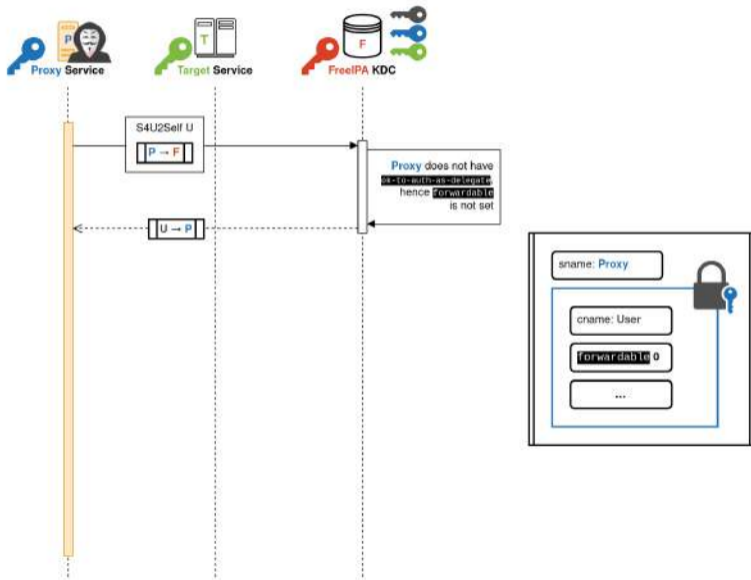 P
T
F
Proxy Service
Target Service
FreeIPA KDC
S4U2Self U
P → F
Proxy does not have
ok-to-auth-as-delegate,
hence forwardable
is not set
U → P
sname: Proxy
cname: User
forwardable 0
...